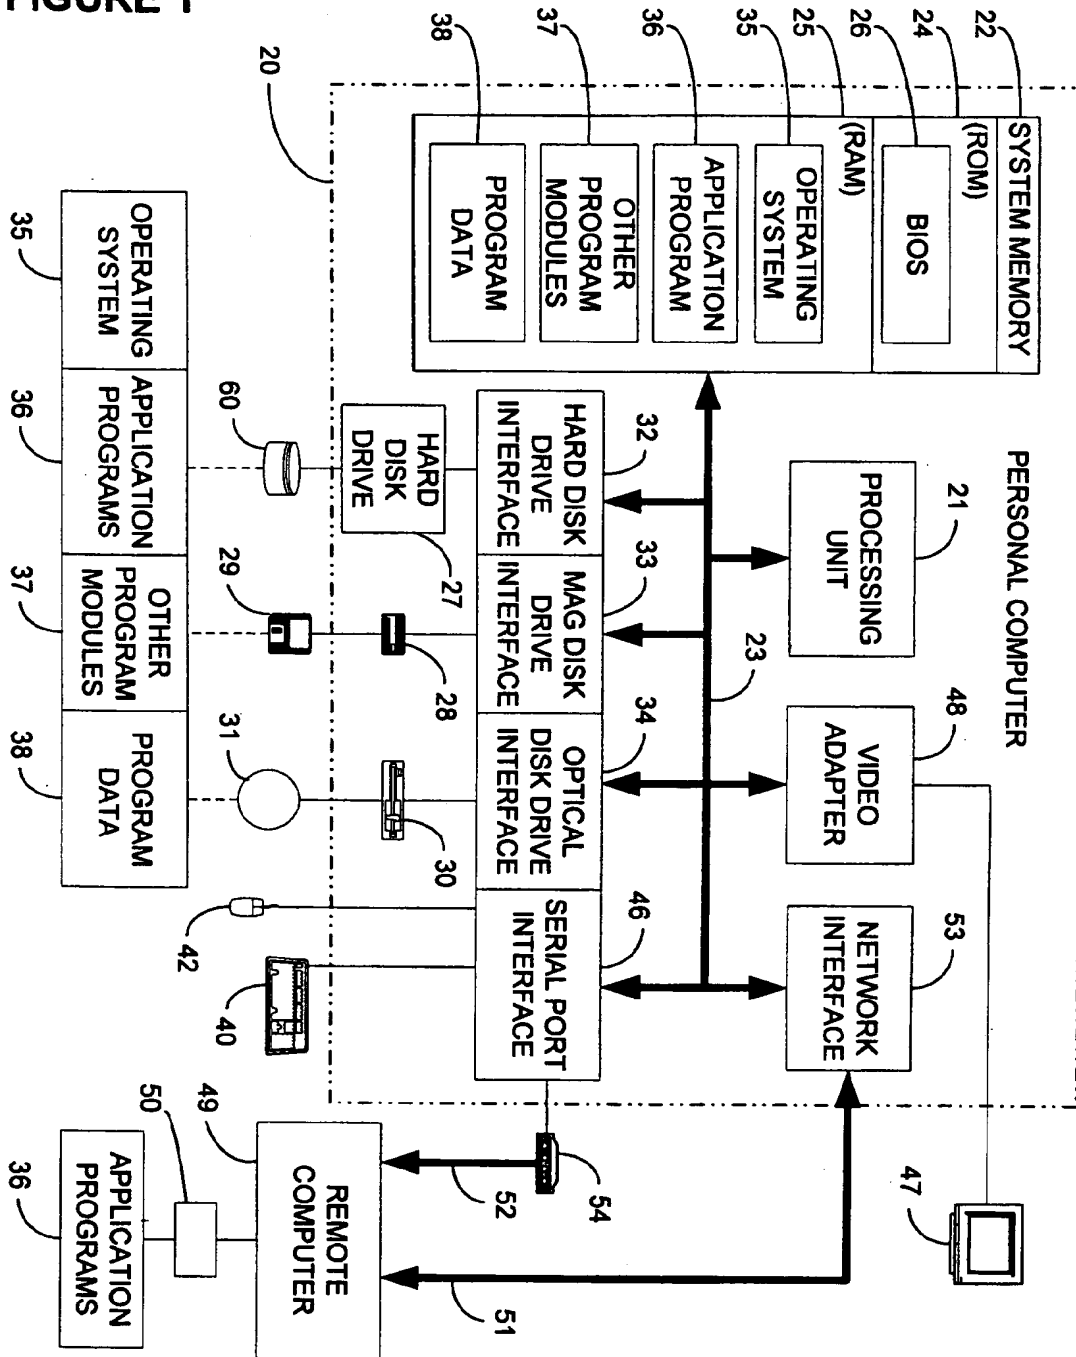 FIGURE 1
PERSONAL COMPUTER
22
SYSTEM MEMORY
24
(ROM)
26
BIOS
25
(RAM)
35
OPERATING
SYSTEM
36
APPLICATION
PROGRAM
37
OTHER
PROGRAM
MODULES
38
PROGRAM
DATA
20
21
PROCESSING
UNIT
48
VIDEO
ADAPTER
53
NETWORK
INTERFACE
47
23
32
HARD DISK
DRIVE
INTERFACE
33
MAG DISK
DRIVE
INTERFACE
34
OPTICAL
DISK DRIVE
INTERFACE
46
SERIAL PORT
INTERFACE
HARD
DISK
DRIVE
27
28
30
54
52
51
60
29
31
42
40
49
REMOTE
COMPUTER
50
OPERATING
SYSTEM
35
APPLICATION
PROGRAMS
36
OTHER
PROGRAM
MODULES
37
PROGRAM
DATA
38
APPLICATION
PROGRAMS
36